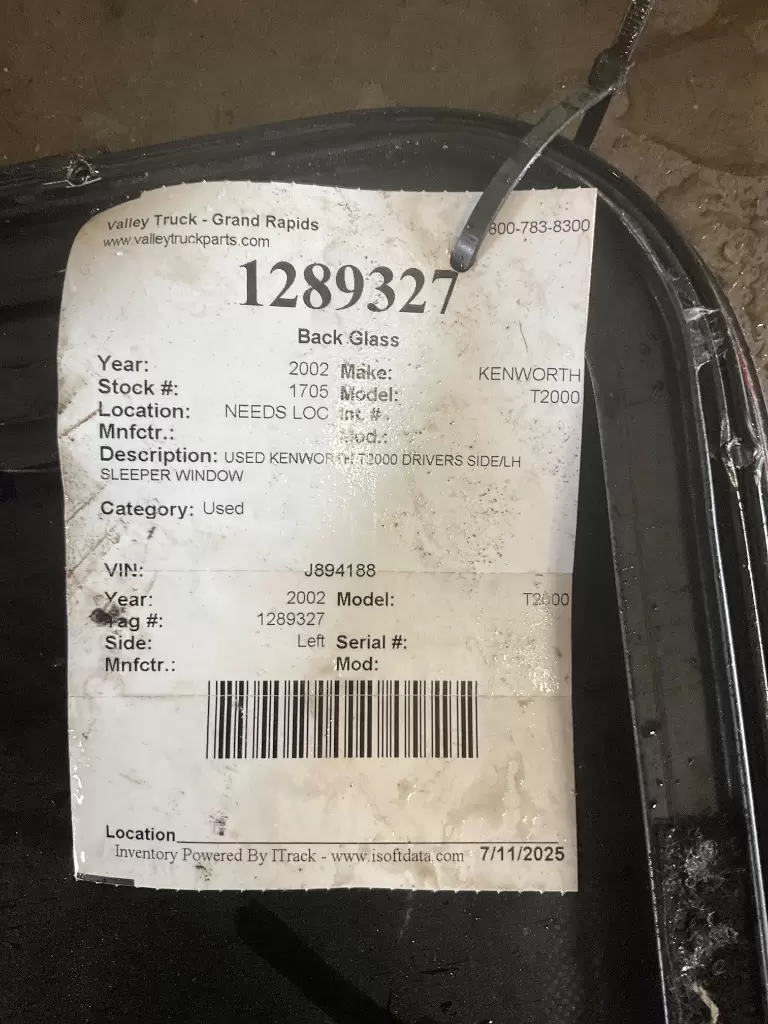 Valley Truck - Grand Rapids 800-783-8300
www.valleytruckparts.com
1289327
Back Glass
Year: 2002 Make: KENWORTH
Stock #: 1705 Model: T2000
Location: NEEDS LOC Int. #.
Mnfctr.: Mod.:
Description: USED KENWORTH T2000 DRIVERS SIDE/LH
SLEEPER WINDOW
Category: Used
VIN: J894188
Year: 2002 Model: T2000
Tag #: 1289327
Side: Left Serial #:
Mnfctr.: Mod:
Location
Inventory Powered By ITrack - www.isoftdata.com 7/11/2025